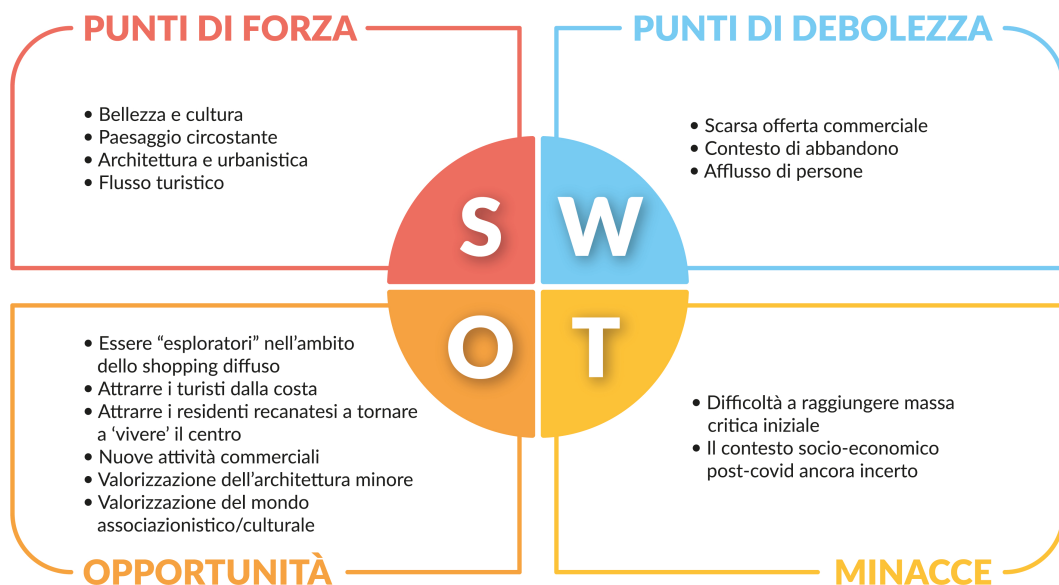 PUNTI DI FORZA
• Bellezza e cultura
• Paesaggio circostante
• Architettura e urbanistica
• Flusso turistico
PUNTI DI DEBOLEZZA
• Scarsa offerta commerciale
• Contesto di abbandono
• Afflusso di persone
S
W
O
T
• Essere “esploratori” nell’ambito
dello shopping diffuso
• Attrarre i turisti dalla costa
• Attrarre i residenti recanatesi a tornare
a ‘vivere’ il centro
• Nuove attività commerciali
• Valorizzazione dell’architettura minore
• Valorizzazione del mondo
associazionistico/culturale
OPPORTUNITÀ
• Difficoltà a raggiungere massa
critica iniziale
• Il contesto socio-economico
post-covid ancora incerto
MINACCE